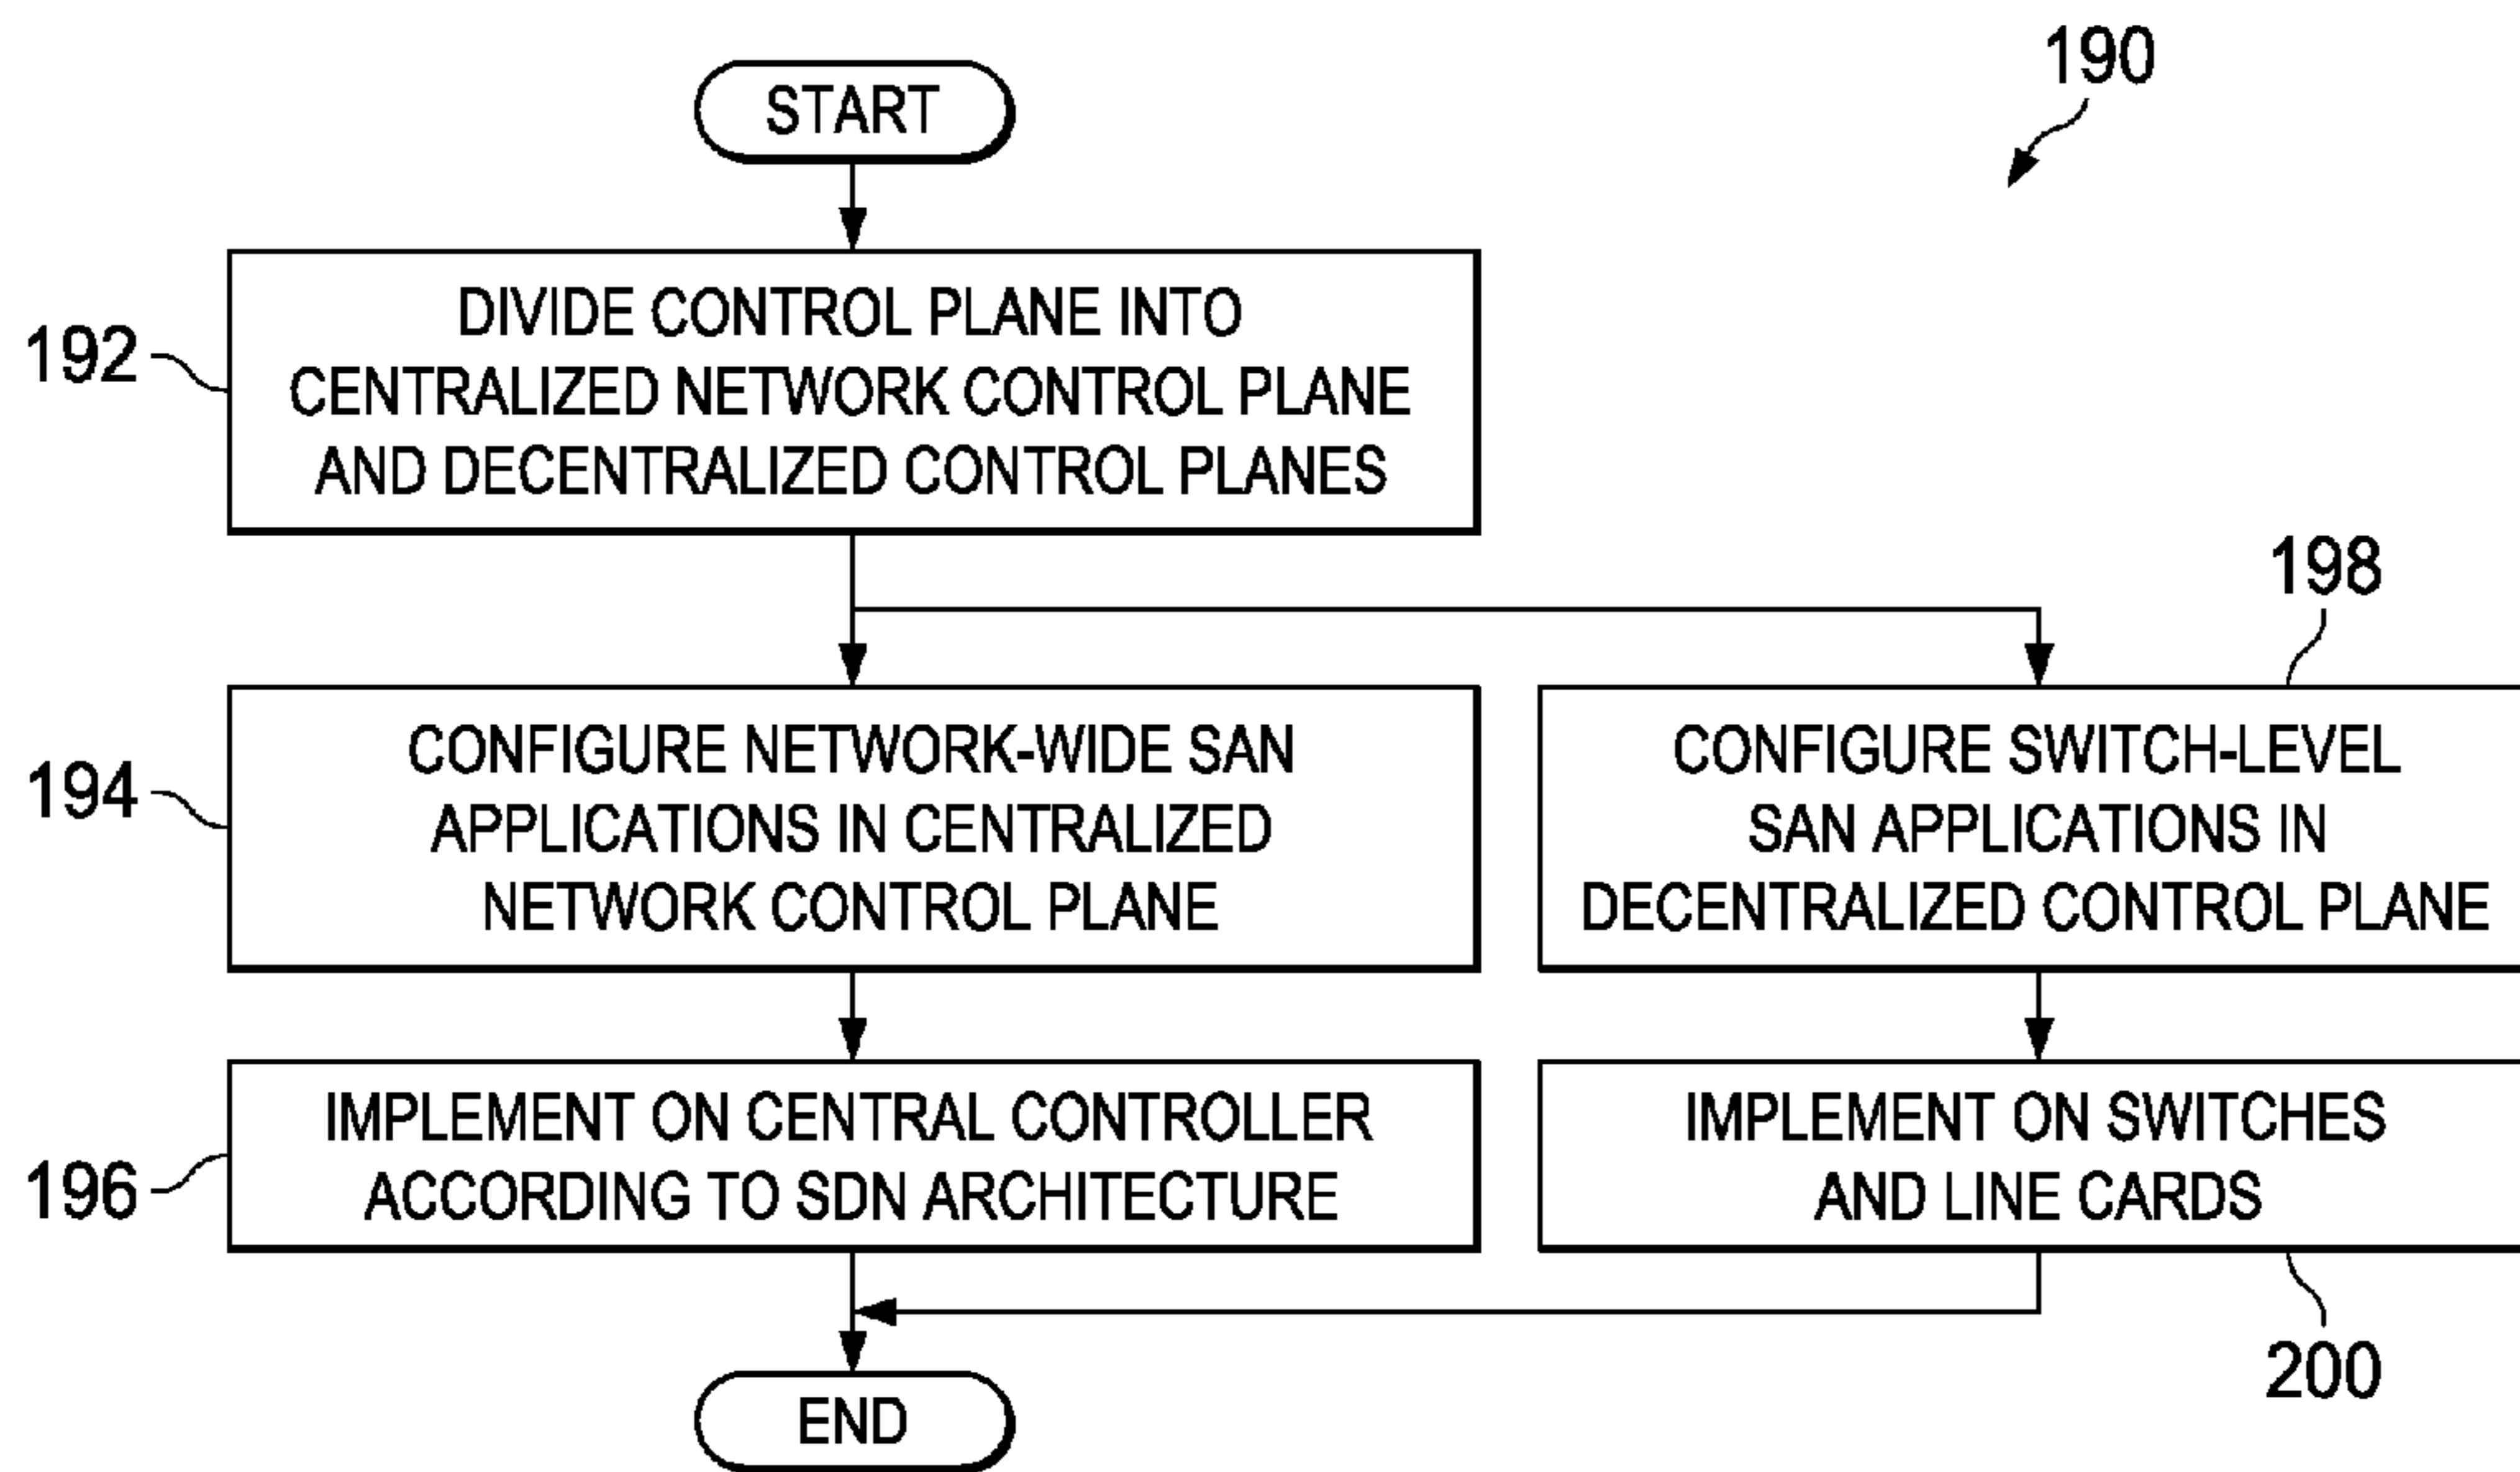 190
START
192
DIVIDE CONTROL PLANE INTO
CENTRALIZED NETWORK CONTROL PLANE
AND DECENTRALIZED CONTROL PLANES
194
CONFIGURE NETWORK-WIDE SAN
APPLICATIONS IN CENTRALIZED
NETWORK CONTROL PLANE
198
CONFIGURE SWITCH-LEVEL
SAN APPLICATIONS IN
DECENTRALIZED CONTROL PLANE
196
IMPLEMENT ON CENTRAL CONTROLLER
ACCORDING TO SDN ARCHITECTURE
IMPLEMENT ON SWITCHES
AND LINE CARDS
200
END